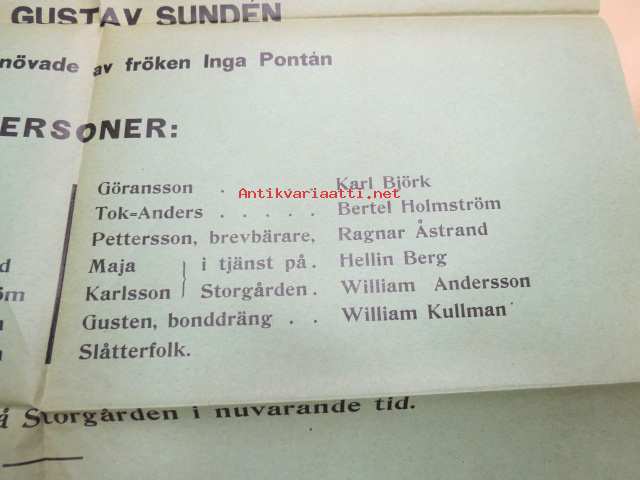 GUSTAV SUNDÉN
növade av fröken Inga Pontán
ERSONER:
Göransson . Karl Björk
Antikvariaatti.net
Tok=Anders . . . . . Bertel Holmström
Pettersson, brevbärare, Ragnar Åstrand
Maja } i tjänst på . Hellin Berg
Karlsson } Storgården . William Andersson
Gusten, bonddräng . . William Kullman
Slåtterfolk.
d
öm
å Storgården i nuvarande tid.